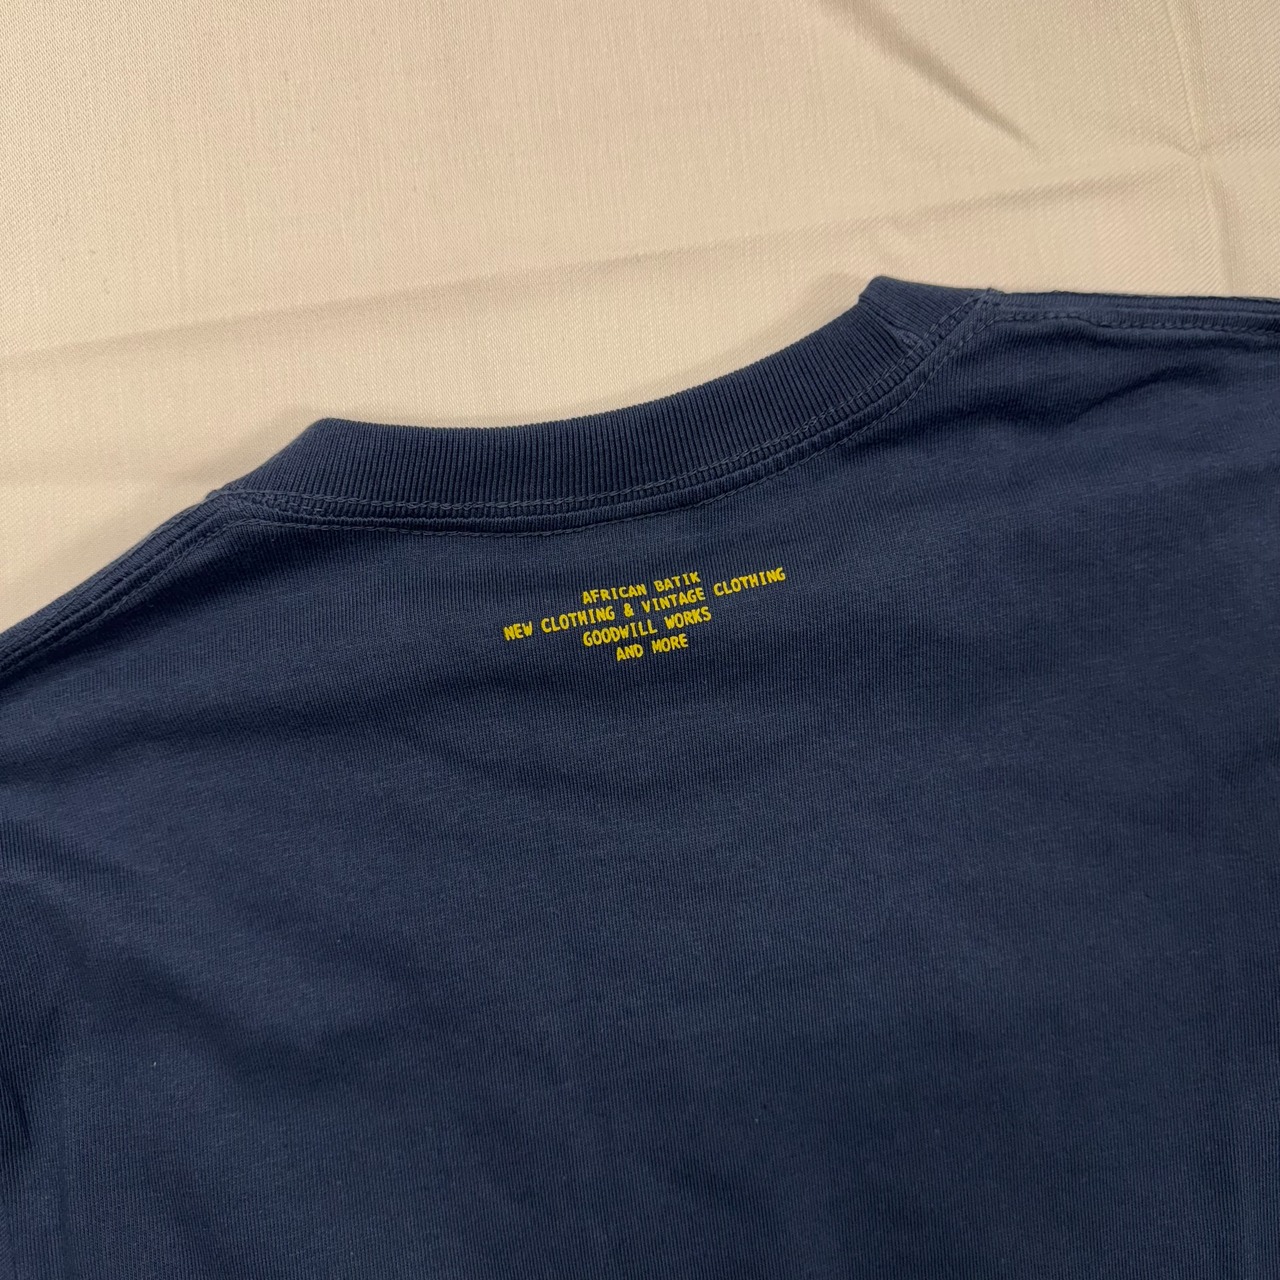 AFRICAN BATIK
NEW CLOTHING & VINTAGE CLOTHING
GOODWILL WORKS
AND MORE